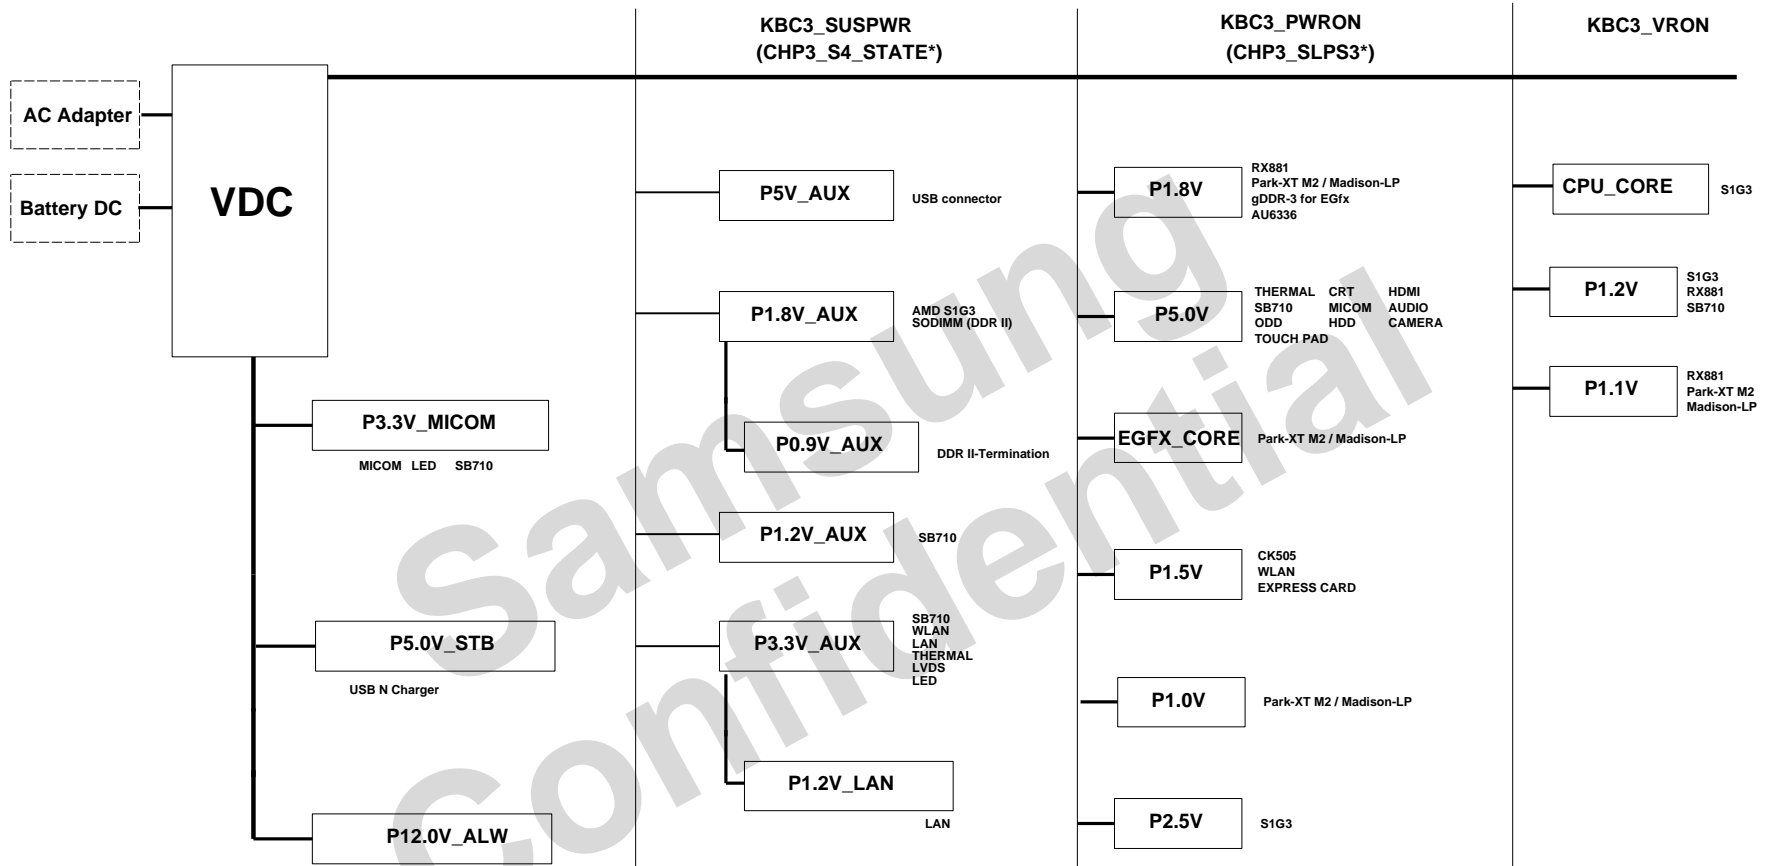 KBC3_SUSPWR
(CHP3_S4_STATE*)
KBC3_PWRON
(CHP3_SLPS3*)
KBC3_VRON
AC Adapter
Battery DC
VDC
P3.3V_MICOM
MICOM LED SB710
P5.0V_STB
USB N Charger
P12.0V_ALW
P5V_AUX
USB connector
P1.8V_AUX
AMD S1G3
SODIMM (DDR II)
P0.9V_AUX
DDR II-Termination
P1.2V_AUX
SB710
P3.3V_AUX
SB710
WLAN
LAN
THERMAL
LVDS
LED
P1.2V_LAN
LAN
P1.8V
RX881
Park-XT M2 / Madison-LP
gDDR-3 for EGfx
AU6336
P5.0V
THERMAL CRT HDMI
SB710 MICOM AUDIO
ODD HDD CAMERA
TOUCH PAD
EGFX_CORE
Park-XT M2 / Madison-LP
P1.5V
CK505
WLAN
EXPRESS CARD
P1.0V
Park-XT M2 / Madison-LP
P2.5V
S1G3
CPU_CORE
S1G3
P1.2V
S1G3
RX881
SB710
P1.1V
RX881
Park-XT M2
Madison-LP
Samsung
Confidential